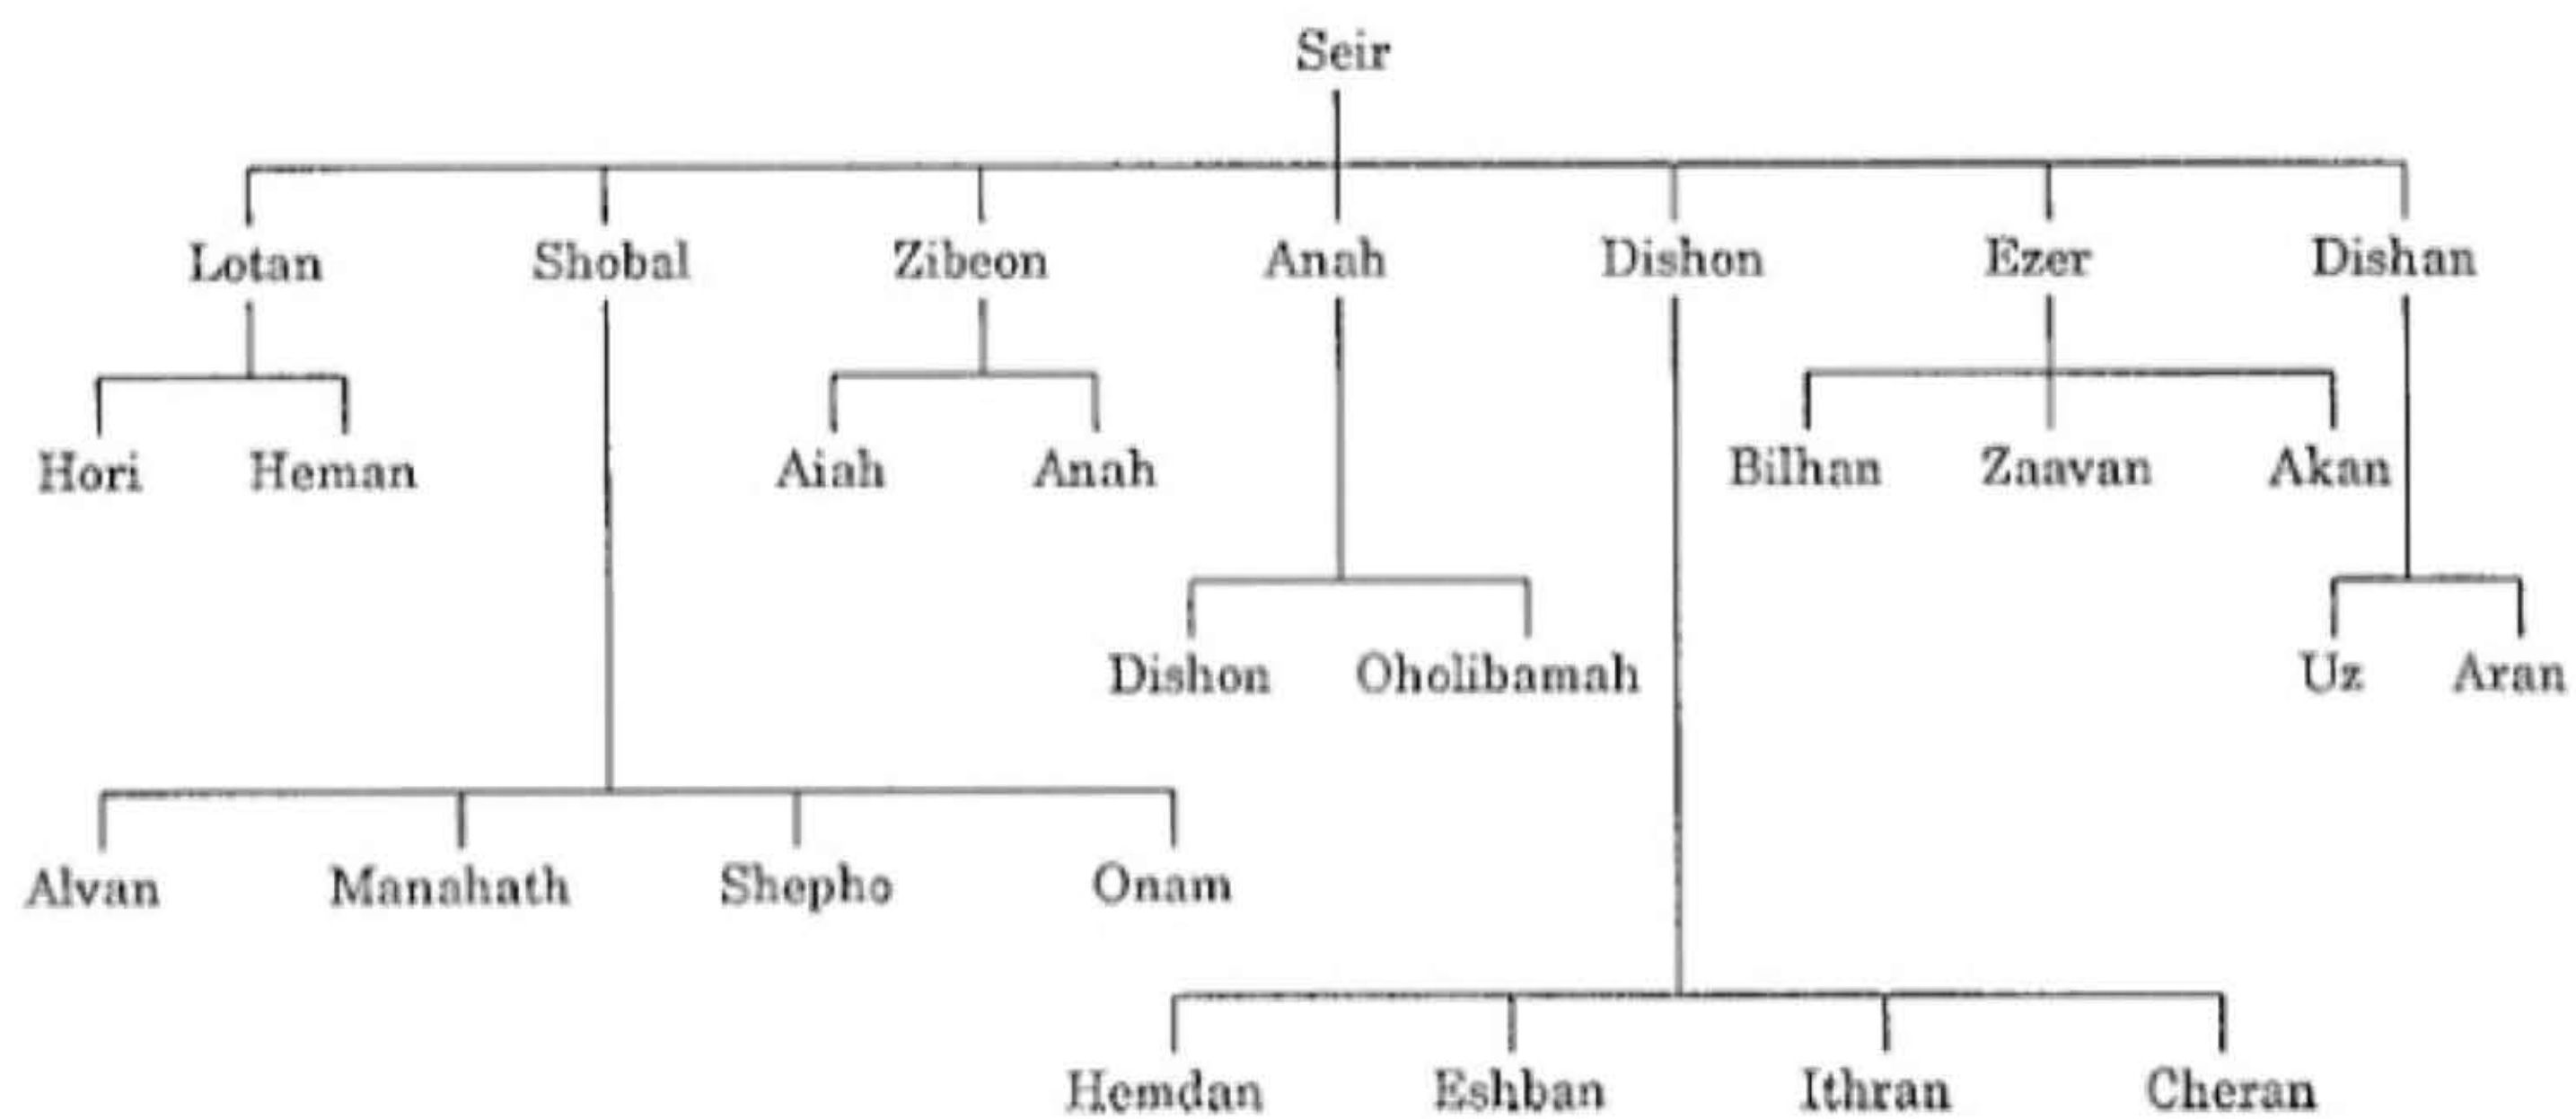 Seir
Lotan Shobal Zibeon Anah Dishon Ezer Dishan
Hori Heman Aiah Anah Bilhan Zaavan Akan
Dishon Oholibamah Uz Aran
Alvan Manahath Shepho Onam
Hemdan Eshban Ithran Cheran